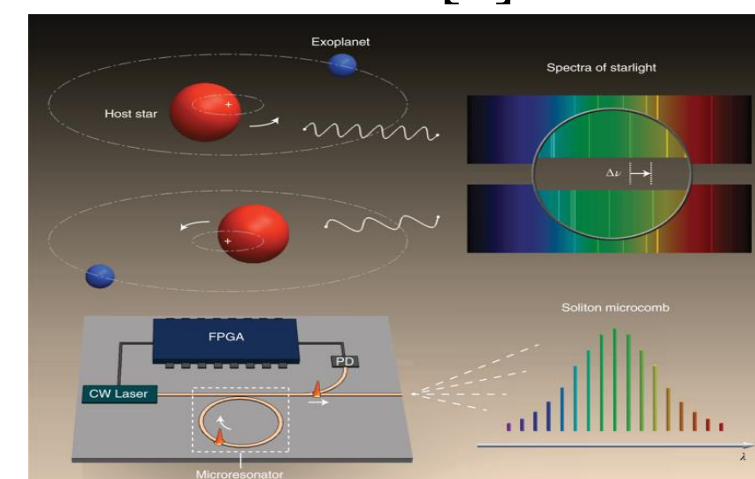 Exoplanet
Host star
Spectra of starlight
Δν
Soliton microcomb
FPGA
PD
CW Laser
Microresonator
λ